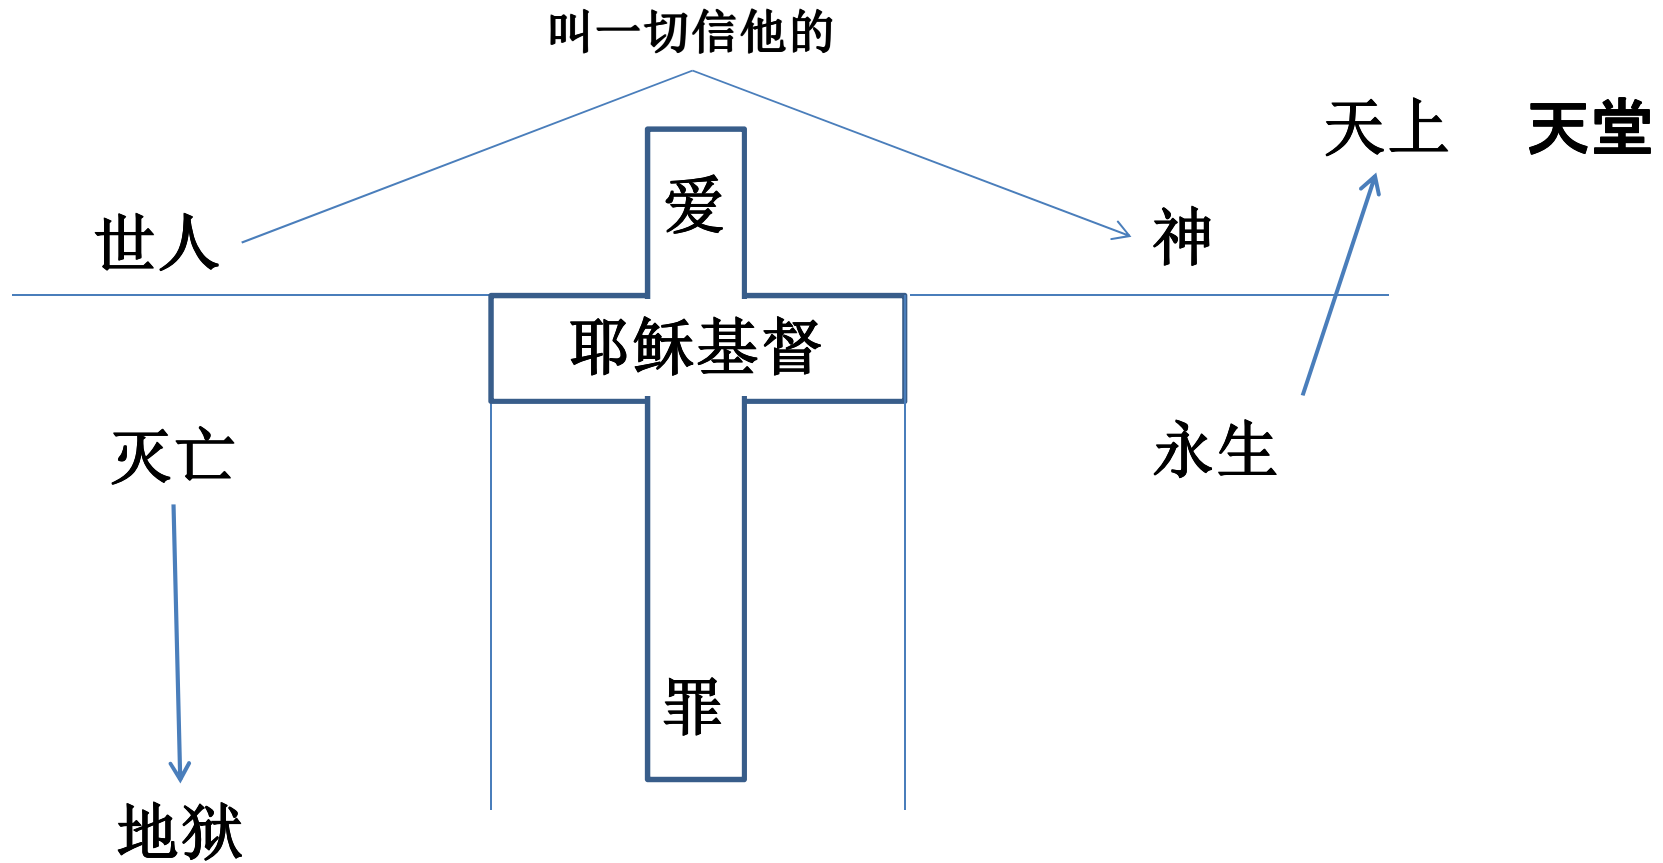 叫一切信他的
天上 天堂
爱
世人
神
耶稣基督
灭亡
永生
罪
地狱